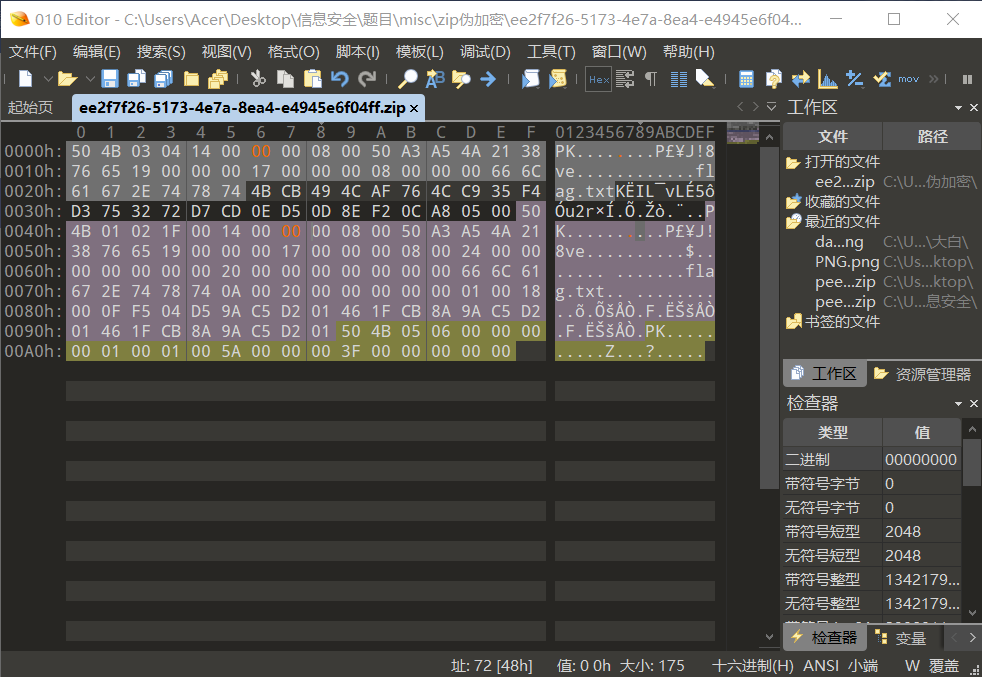 010 Editor - C:\Users\Acer\Desktop\信息安全\题目\misc\zip伪加密\ee2f7f26-5173-4e7a-8ea4-e4945e6f04...
文件(F) 编辑(E) 搜索(S) 视图(V) 格式(O) 脚本(I) 模板(L) 调试(D) 工具(T) 窗口(W) 帮助(H)
Hex mov »
起始页 ee2f7f26-5173-4e7a-8ea4-e4945e6f04ff.zip ×
0 1 2 3 4 5 6 7 8 9 A B C D E F 0123456789ABCDEF
0000h: 50 4B 03 04 14 00 00 00 08 00 50 A3 A5 4A 21 38 PK........P£¥J!8
0010h: 76 65 19 00 00 00 17 00 00 00 08 00 00 00 66 6C ve............fl
0020h: 61 67 2E 74 78 74 4B CB 49 4C AF 76 4C C9 35 F4 ag.txtKËIL¯vLÉ5ô
0030h: D3 75 32 72 D7 CD 0E D5 0D 8E F2 0C A8 05 00 50 Óu2r×Í.Õ.Žò.¨..P
0040h: 4B 01 02 1F 00 14 00 00 00 08 00 50 A3 A5 4A 21 K..........P£¥J!
0050h: 38 76 65 19 00 00 00 17 00 00 00 08 00 24 00 00 8ve..........$..
0060h: 00 00 00 00 00 20 00 00 00 00 00 00 00 66 6C 61 ..... .......fla
0070h: 67 2E 74 78 74 0A 00 20 00 00 00 00 00 01 00 18 g.txt.. ........
0080h: 00 0F F5 04 D5 9A C5 D2 01 46 1F CB 8A 9A C5 D2 ..õ.ÕšÅÒ.F.ËŠšÅÒ
0090h: 01 46 1F CB 8A 9A C5 D2 01 50 4B 05 06 00 00 00 .F.ËŠšÅÒ.PK.....
00A0h: 00 01 00 01 00 5A 00 00 00 3F 00 00 00 00 00 .....Z...?.....
工作区
文件 路径
打开的文件
ee2...zip C:\U...伪加密\
收藏的文件
最近的文件
da...ng C:\U...\大白\
PNG.png C:\Us...ktop\
pee...zip C:\Us...ktop\
pee...zip C:\U...息安全\
书签的文件
工作区 资源管理器
检查器
类型 值
二进制 00000000
带符号字节 0
无符号字节 0
带符号短型 2048
无符号短型 2048
带符号整型 1342179...
无符号整型 1342179...
检查器 变量
址: 72 [48h] 值: 0 0h 大小: 175 十六进制(H) ANSI 小端 W 覆盖